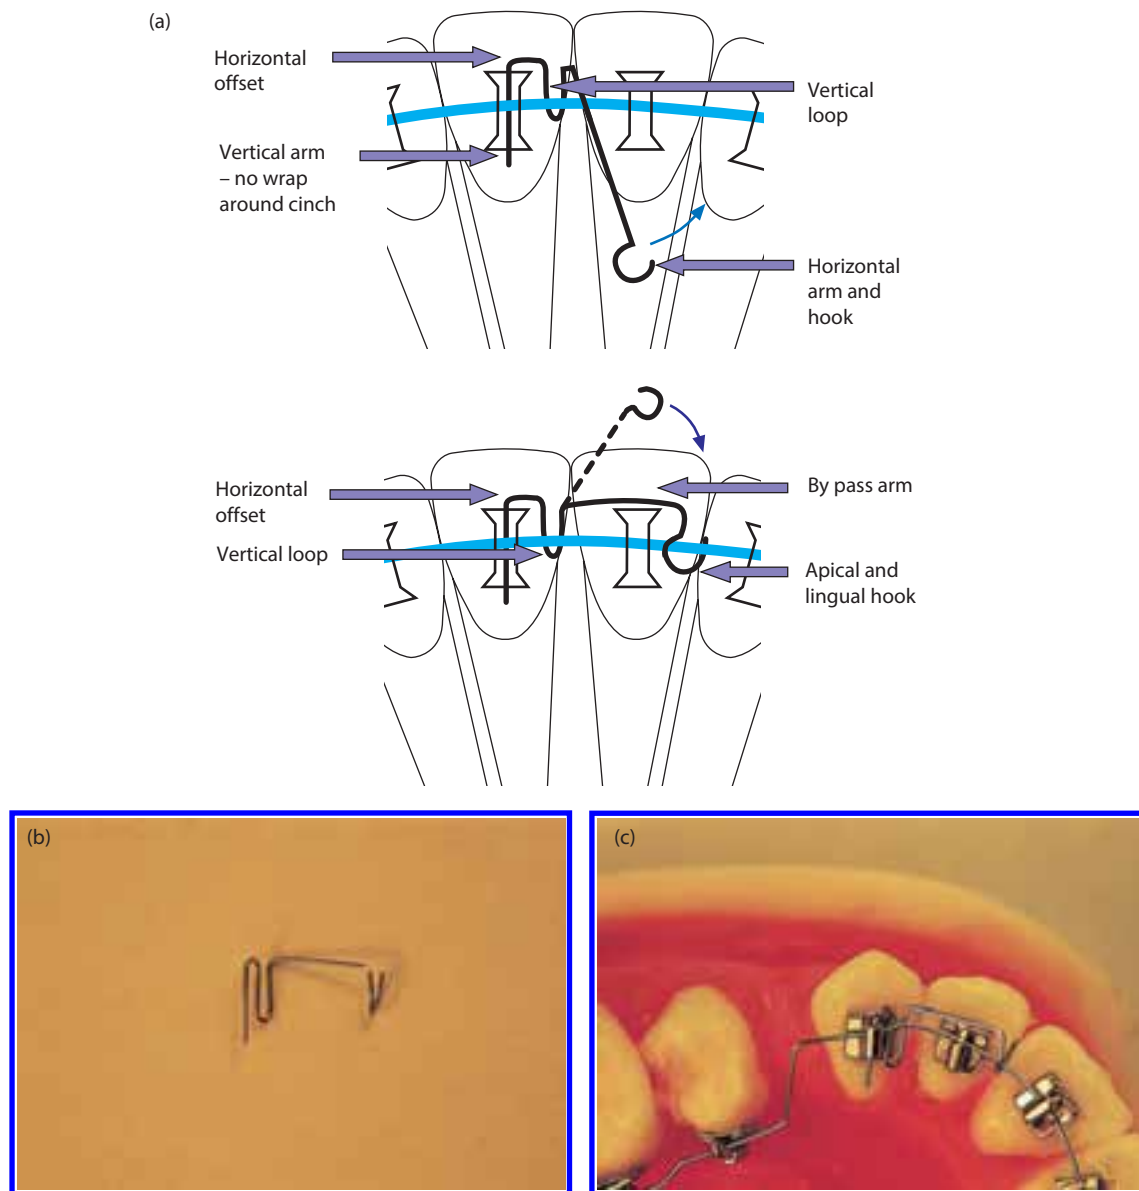 (a)
Horizontal
offset
Vertical
loop
Vertical arm
– no wrap
around cinch
Horizontal
arm and
hook
Horizontal
offset
By pass arm
Vertical loop
Apical and
lingual hook
(b)
(c)